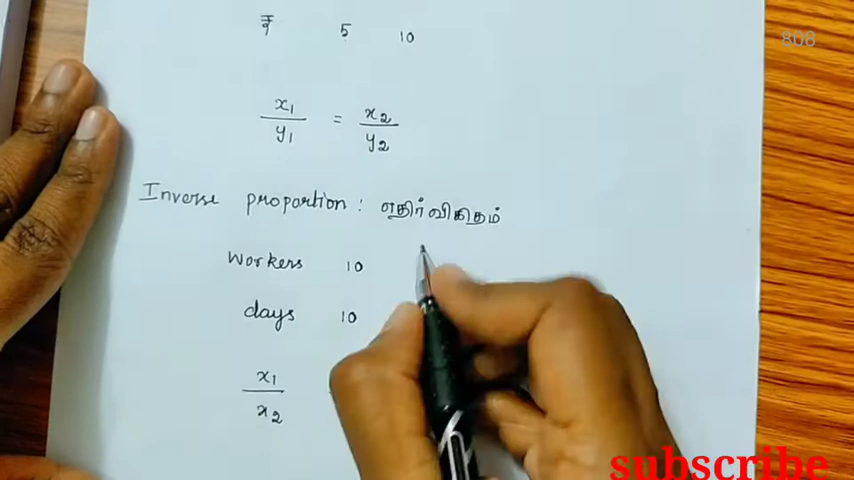 808
₹ 5 10
x₁/y₁ = x₂/y₂
Inverse proportion : எதிர் விகிதம்
Workers 10
days 10
x₁/x₂
subscribe